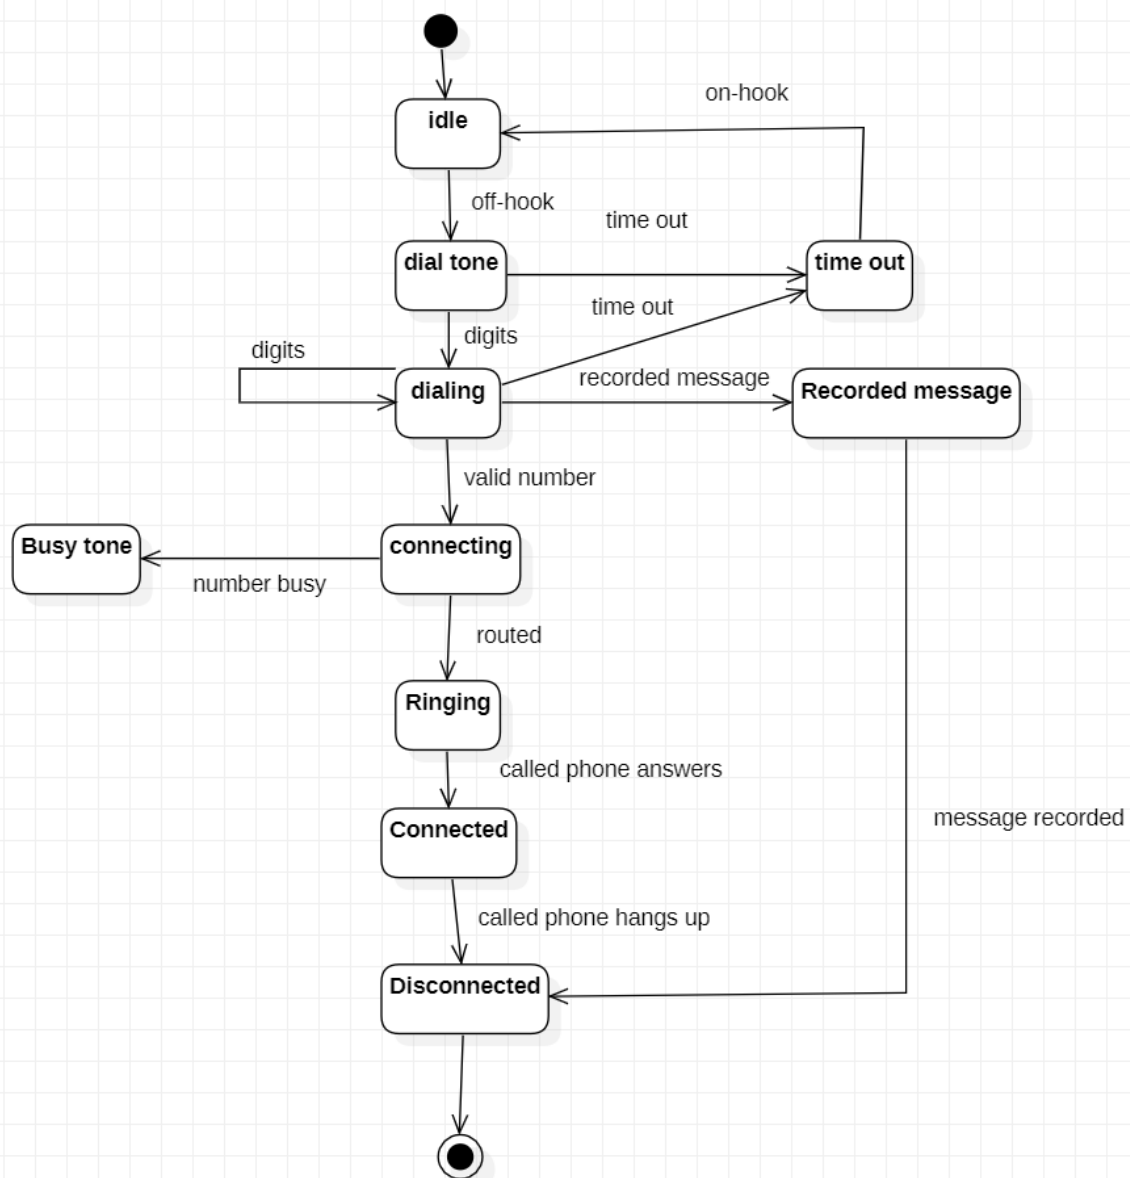 on-hook
idle
off-hook
time out
dial tone
time out
time out
digits
digits
recorded message
dialing
Recorded message
valid number
Busy tone
connecting
number busy
routed
Ringing
called phone answers
message recorded
Connected
called phone hangs up
Disconnected